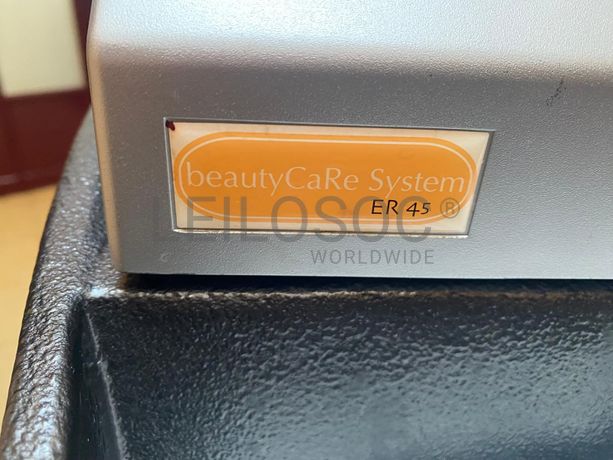 beautyCaRe System
ER 45
FILOSOC ®
WORLDWIDE